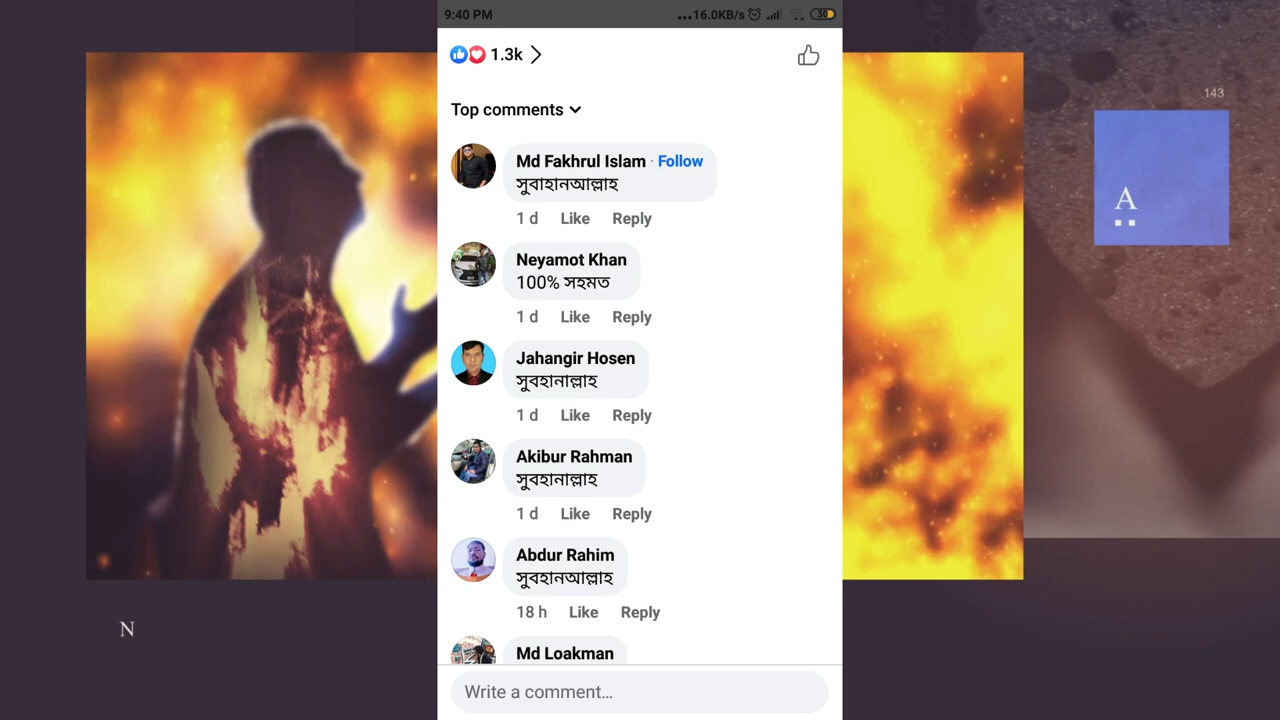 9:40 PM ...16.0KB/s 30
1.3k
Top comments
Md Fakhrul Islam · Follow
সুবাহানআল্লাহ
1 d Like Reply
Neyamot Khan
100% সহমত
1 d Like Reply
Jahangir Hosen
সুবহানাল্লাহ
1 d Like Reply
Akibur Rahman
সুবহানাল্লাহ
1 d Like Reply
Abdur Rahim
সুবহানআল্লাহ
18 h Like Reply
Md Loakman
Write a comment...
143
A
N